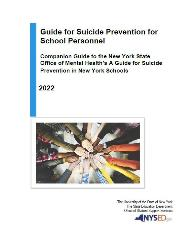 Guide for Suicide Prevention for
School Personnel
Companion Guide to the New York State
Office of Mental Health's A Guide for Suicide
Prevention in New York Schools
2022
The University of the State of New York
The State Education Department
Office of Student Support Services
NYSED.gov